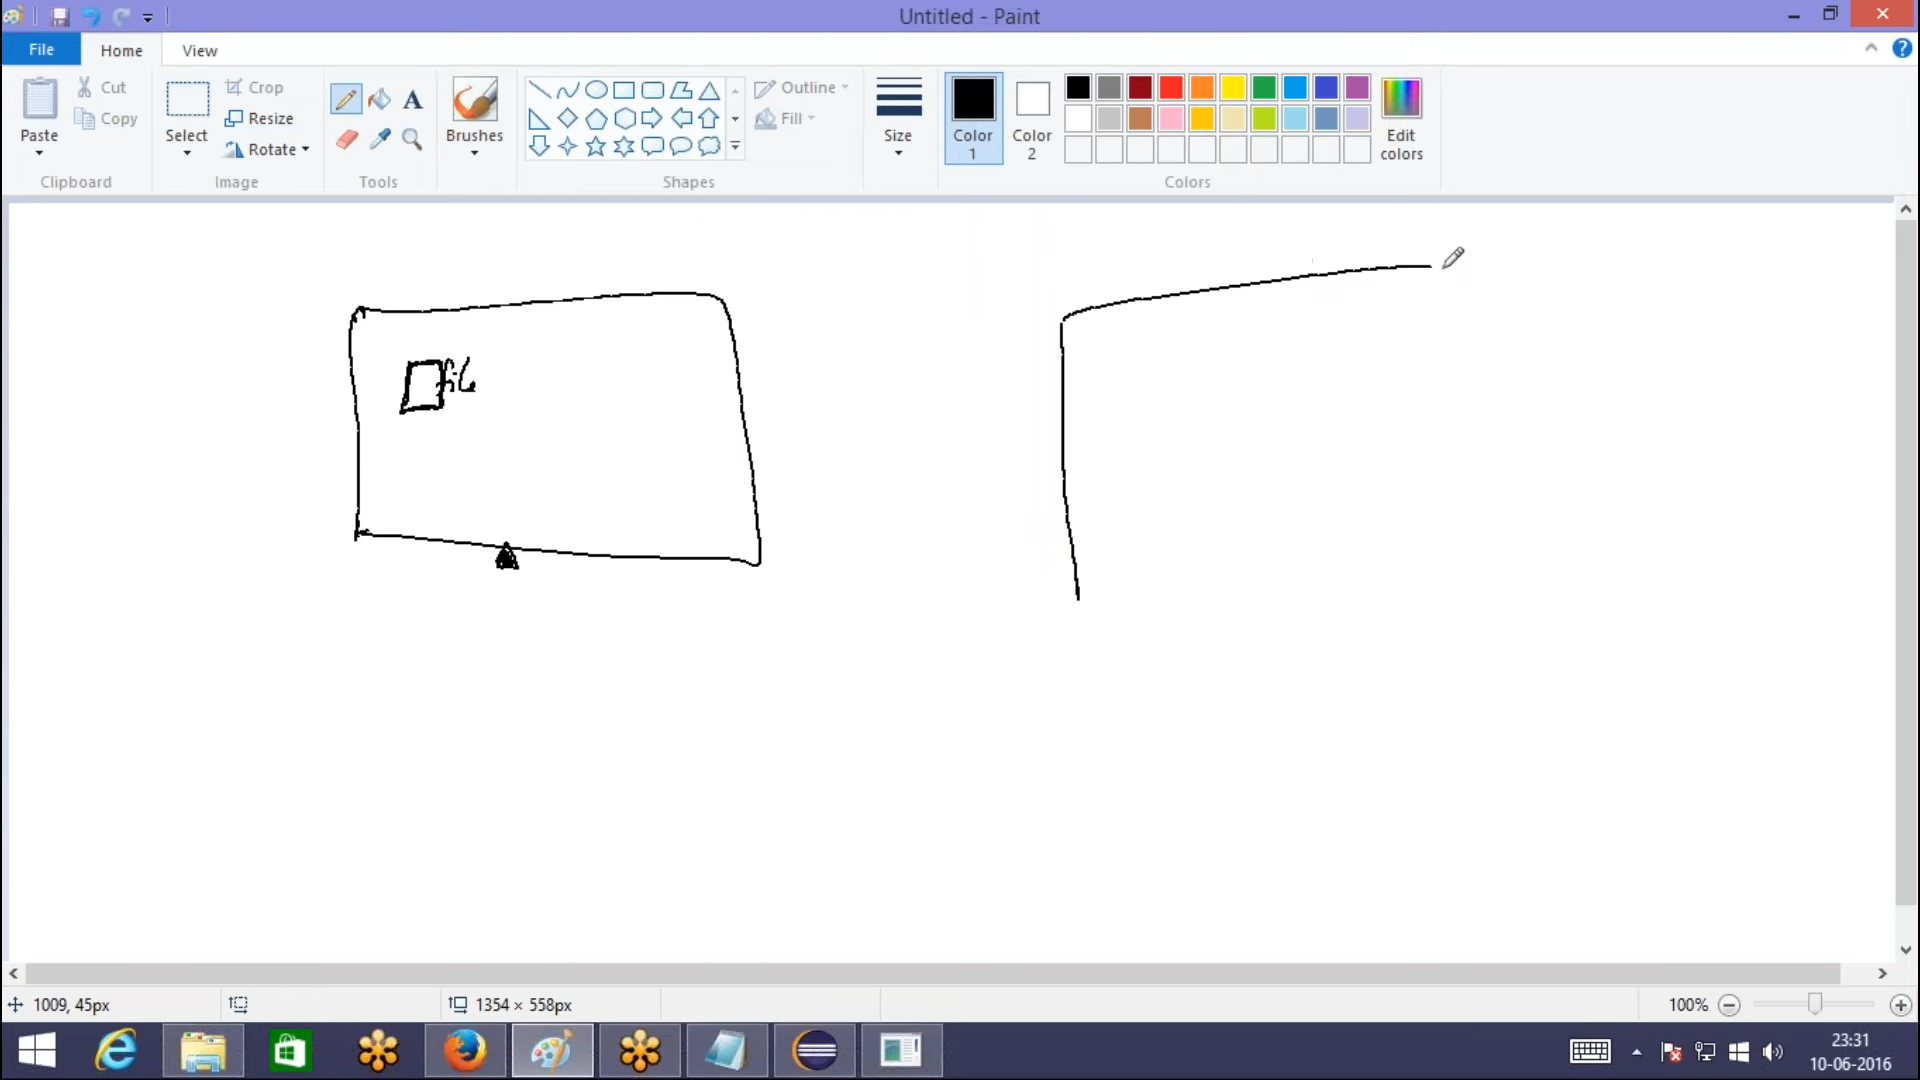 Untitled - Paint
File Home View
Paste
Cut
Copy
Clipboard
Select
Crop
Resize
Rotate
Image
A
Tools
Brushes
Shapes
Outline
Fill
Size
Color 1
Color 2
Edit colors
Colors
1009, 45px
1354 × 558px
100%
23:31
10-06-2016